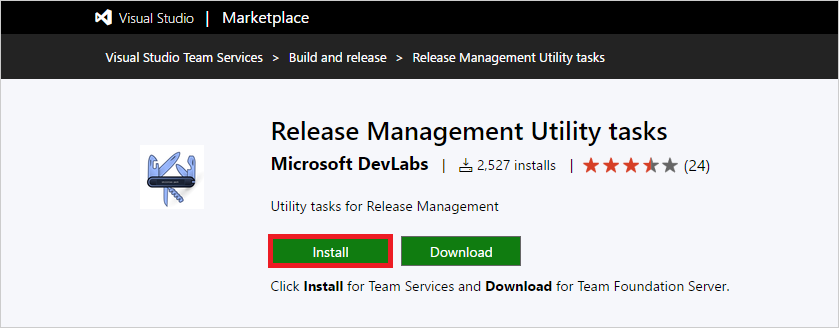 Visual Studio | Marketplace
Visual Studio Team Services > Build and release > Release Management Utility tasks
Release Management Utility tasks
Microsoft DevLabs | 2,527 installs | (24)
Utility tasks for Release Management
Install Download
Click Install for Team Services and Download for Team Foundation Server.